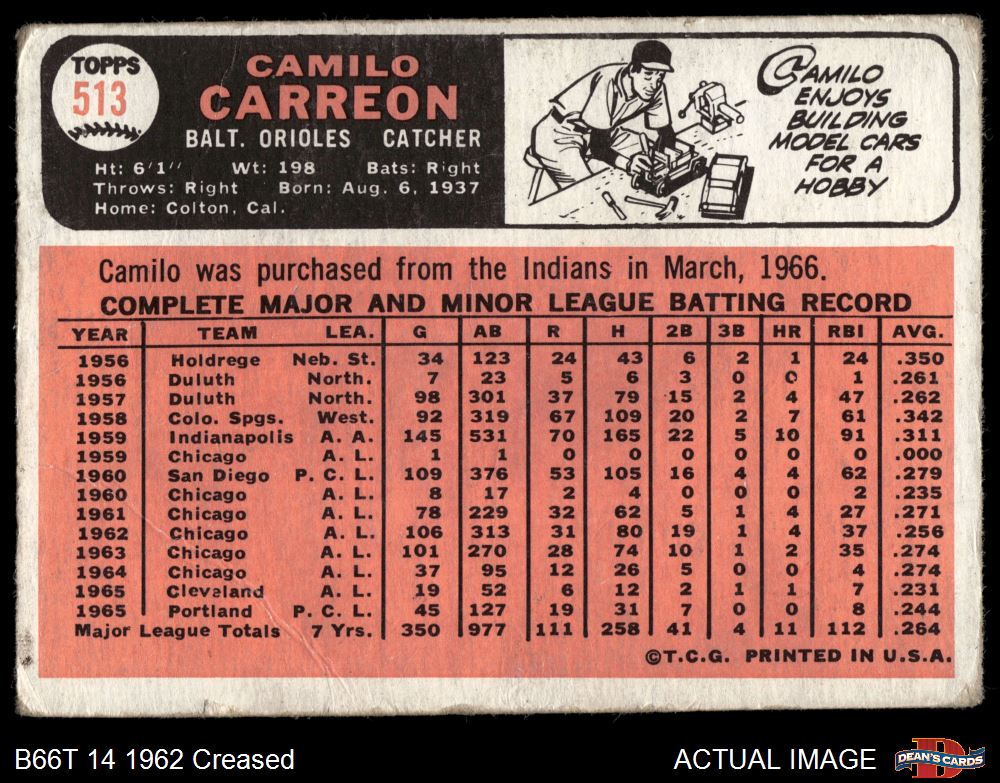 TOPPS
513
CAMILO
CARREON
BALT. ORIOLES CATCHER
Ht: 6'1" Wt: 198 Bats: Right
Throws: Right Born: Aug. 6, 1937
Home: Colton, Cal.
CAMILO
ENJOYS
BUILDING
MODEL CARS
FOR A
HOBBY
Camilo was purchased from the Indians in March, 1966.
COMPLETE MAJOR AND MINOR LEAGUE BATTING RECORD
YEAR TEAM LEA. G AB R H 2B 3B HR RBI AVG.
1956 Holdrege Neb. St. 34 123 24 43 6 2 1 24 .350
1956 Duluth North. 7 23 5 6 3 0 0 1 .261
1957 Duluth North. 98 301 37 79 15 2 4 47 .262
1958 Colo. Spgs. West. 92 319 67 109 20 2 7 61 .342
1959 Indianapolis A. A. 145 531 70 165 22 5 10 91 .311
1959 Chicago A. L. 1 1 0 0 0 0 0 0 .000
1960 San Diego P. C. L. 109 376 53 105 16 4 4 62 .279
1960 Chicago A. L. 8 17 2 4 0 0 0 2 .235
1961 Chicago A. L. 78 229 32 62 5 1 4 27 .271
1962 Chicago A. L. 106 313 31 80 19 1 4 37 .256
1963 Chicago A. L. 101 270 28 74 10 1 2 35 .274
1964 Chicago A. L. 37 95 12 26 5 0 0 4 .274
1965 Cleveland A. L. 19 52 6 12 2 1 1 7 .231
1965 Portland P. C. L. 45 127 19 31 7 0 0 8 .244
Major League Totals 7 Yrs. 350 977 111 258 41 4 11 112 .264
©T.C.G. PRINTED IN U.S.A.
B66T 14 1962 Creased
ACTUAL IMAGE
DEAN'S CARDS